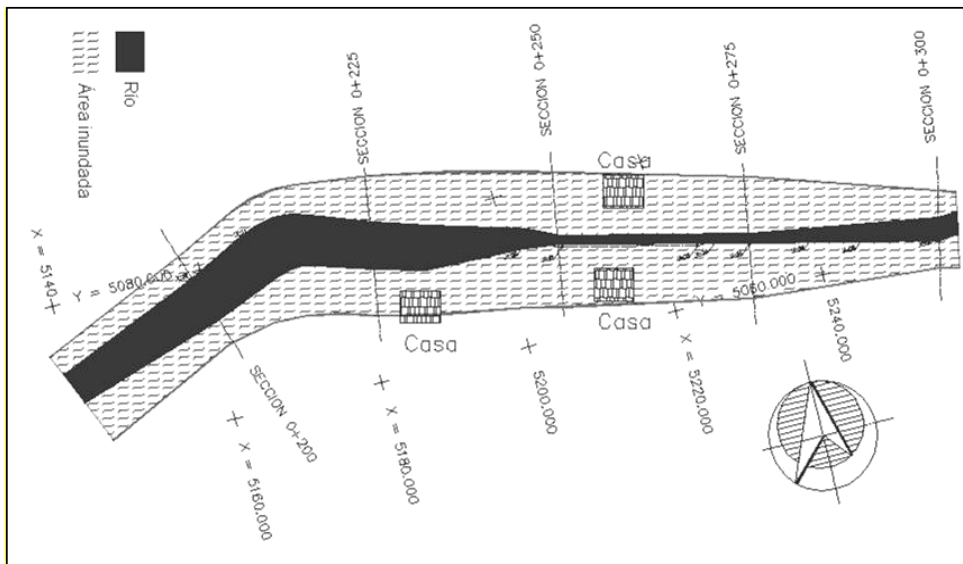 Río
Área inundada
SECCION 0+225
SECCION 0+250
SECCION 0+275
SECCION 0+300
Casa
X = 5140
Y = 5080.000
Casa
Casa
Y = 5060.000
5240.000
SECCION 0+200
X = 5160.000
X = 5180.000
5200.000
X = 5220.000